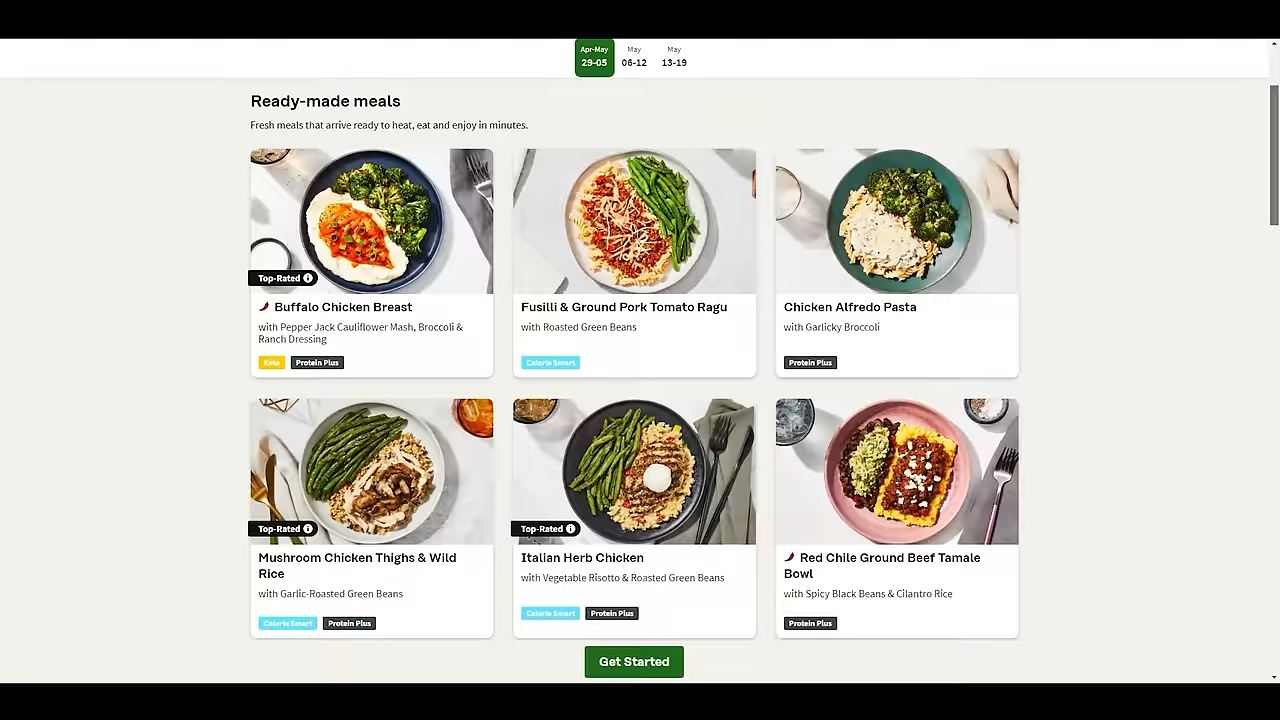 Apr-May
29-05
May
06-12
May
13-19
Ready-made meals
Fresh meals that arrive ready to heat, eat and enjoy in minutes.
Top-Rated
Buffalo Chicken Breast
with Pepper Jack Cauliflower Mash, Broccoli &
Ranch Dressing
Keto
Protein Plus
Fusilli & Ground Pork Tomato Ragu
with Roasted Green Beans
Calorie Smart
Chicken Alfredo Pasta
with Garlicky Broccoli
Protein Plus
Top-Rated
Mushroom Chicken Thighs & Wild
Rice
with Garlic-Roasted Green Beans
Calorie Smart
Protein Plus
Top-Rated
Italian Herb Chicken
with Vegetable Risotto & Roasted Green Beans
Calorie Smart
Protein Plus
Red Chile Ground Beef Tamale
Bowl
with Spicy Black Beans & Cilantro Rice
Protein Plus
Get Started